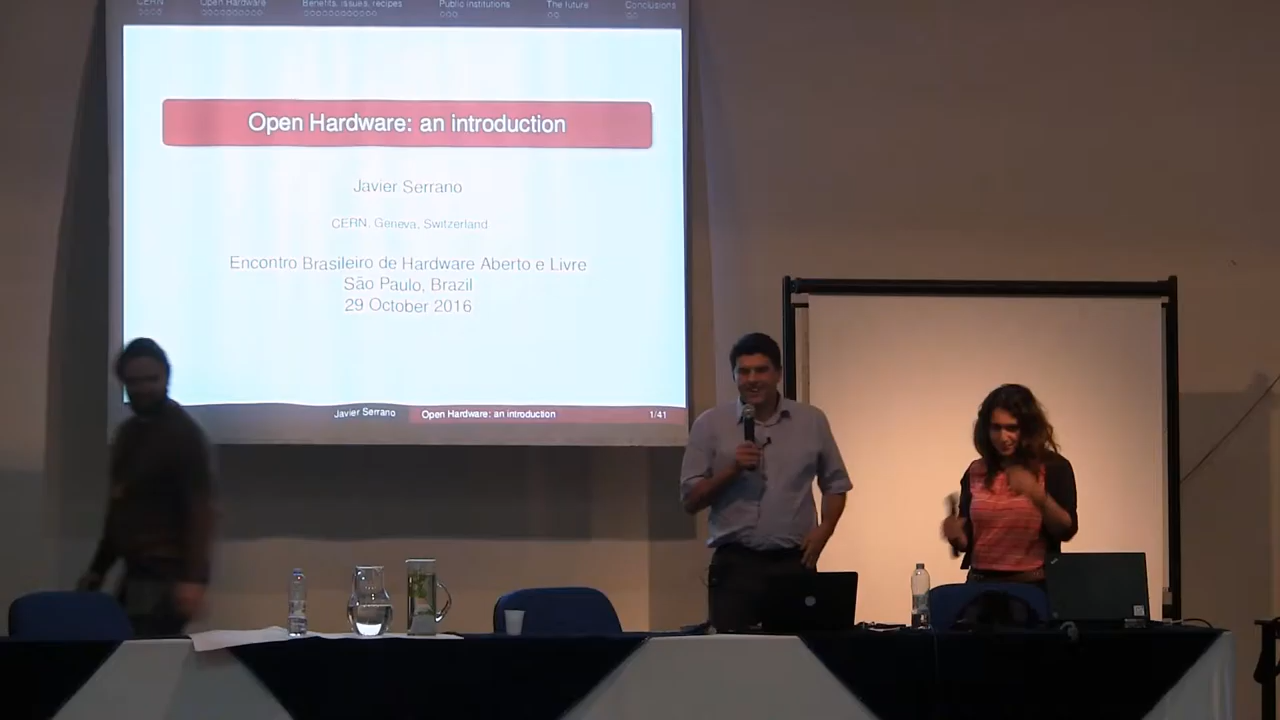 CERN Open Hardware Benefits, issues, recipes Public institutions The future Conclusions
Open Hardware: an introduction
Javier Serrano
CERN, Geneva, Switzerland
Encontro Brasileiro de Hardware Aberto e Livre
São Paulo, Brazil
29 October 2016
Javier Serrano Open Hardware: an introduction 1/41